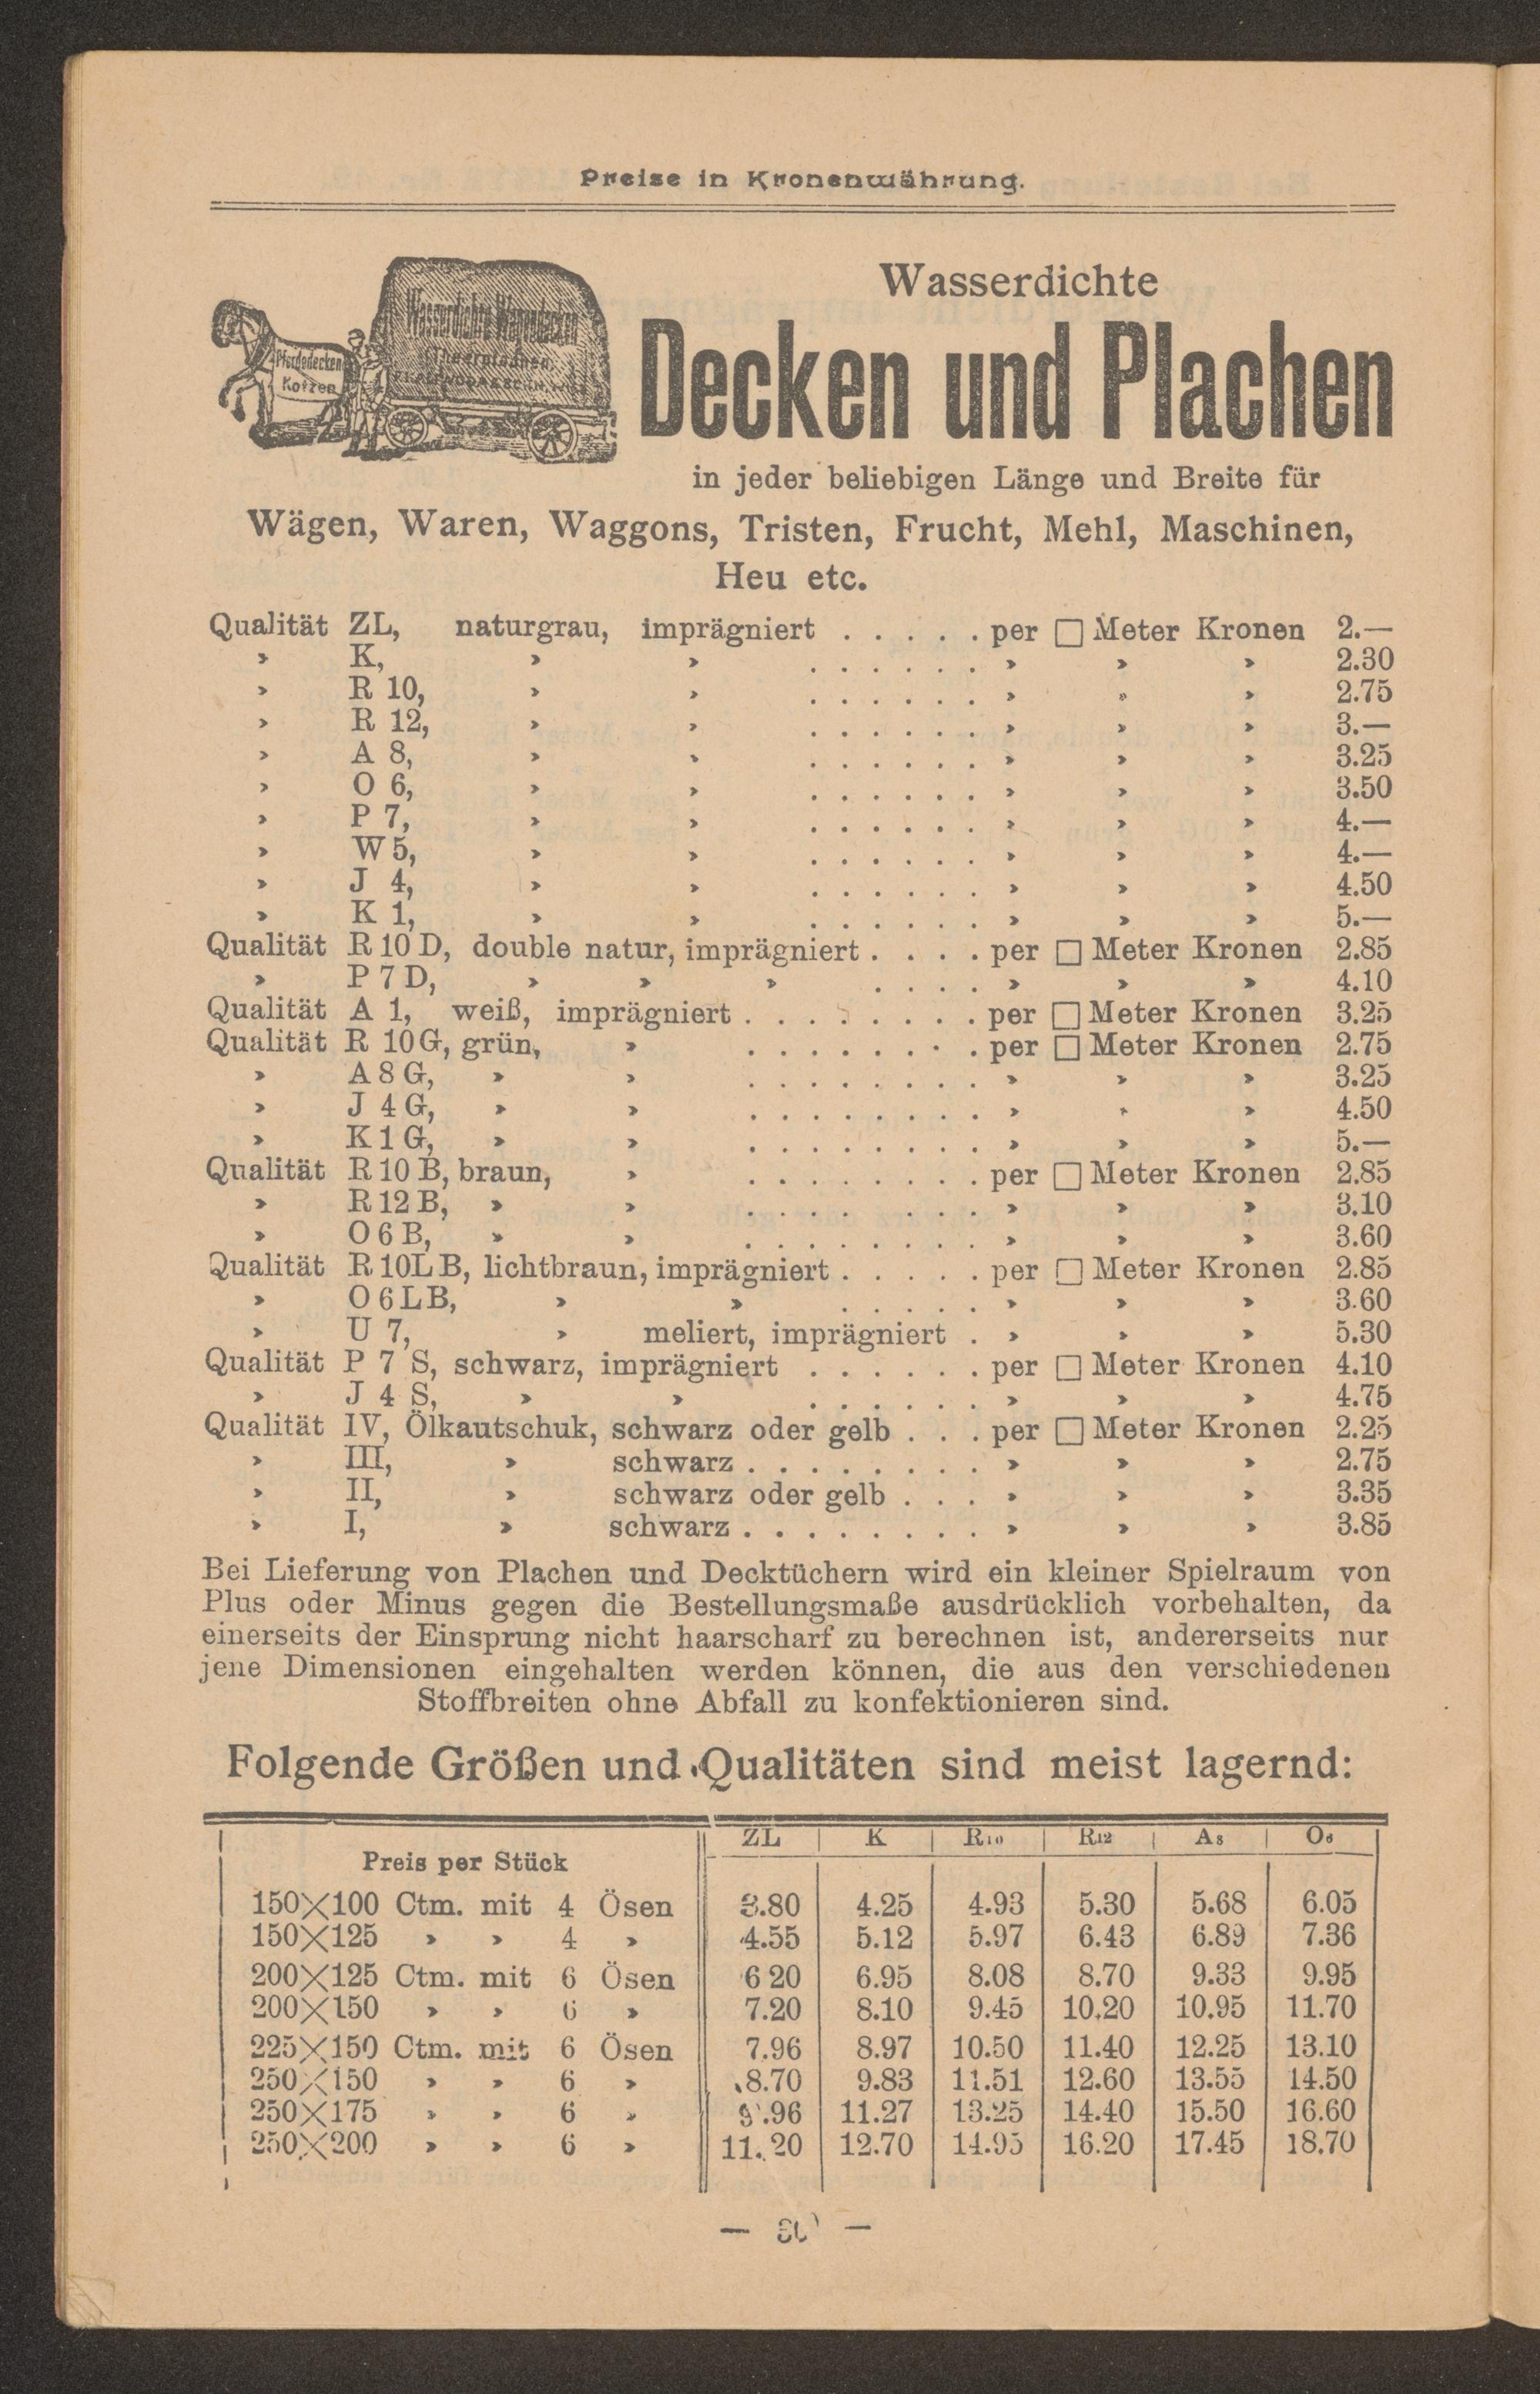 Preise in Kronenwährung.
Wasserdichte Wagendecken
Pferdedecken
Kotzen
Wasserdichte
Decken und Plachen
in jeder beliebigen Länge und Breite für
Wägen, Waren, Waggons, Tristen, Frucht, Mehl, Maschinen,
Heu etc.
Qualität ZL, naturgrau, imprägniert . . . . . per □ Meter Kronen 2.—
» K, » » . . . . . . » » » 2.30
» R 10, » » . . . . . . » » » 2.75
» R 12, » » . . . . . . » » » 3.—
» A 8, » » . . . . . . » » » 3.25
» O 6, » » . . . . . . » » » 3.50
» P 7, » » . . . . . . » » » 4.—
» W 5, » » . . . . . . » » » 4.—
» J 4, » » . . . . . . » » » 4.50
» K 1, » » . . . . . . » » » 5.—
Qualität R 10 D, double natur, imprägniert . . . . per □ Meter Kronen 2.85
» P 7 D, » » » . . . . » » » 4.10
Qualität A 1, weiß, imprägniert . . . . . . . . per □ Meter Kronen 3.25
Qualität R 10 G, grün, » . . . . . . . . per □ Meter Kronen 2.75
» A 8 G, » » . . . . . . . . » » » 3.25
» J 4 G, » » . . . . . . . . » » » 4.50
» K 1 G, » » . . . . . . . . » » » 5.—
Qualität R 10 B, braun, » . . . . . . . . per □ Meter Kronen 2.85
» R 12 B, » » . . . . . . . . » » » 3.10
» O 6 B, » » . . . . . . . . » » » 3.60
Qualität R 10 L B, lichtbraun, imprägniert . . . . . per □ Meter Kronen 2.85
» O 6 L B, » » . . . . . » » » 3.60
» U 7, » meliert, imprägniert . » » » 5.30
Qualität P 7 S, schwarz, imprägniert . . . . . . per □ Meter Kronen 4.10
» J 4 S, » » . . . . . . » » » 4.75
Qualität IV, Ölkautschuk, schwarz oder gelb . . . per □ Meter Kronen 2.25
» III, » schwarz . . . . . . . . » » » 2.75
» II, » schwarz oder gelb . . . » » » 3.35
» I, » schwarz . . . . . . . . » » » 3.85
Bei Lieferung von Plachen und Decktüchern wird ein kleiner Spielraum von
Plus oder Minus gegen die Bestellungsmaße ausdrücklich vorbehalten, da
einerseits der Einsprung nicht haarscharf zu berechnen ist, andererseits nur
jene Dimensionen eingehalten werden können, die aus den verschiedenen
Stoffbreiten ohne Abfall zu konfektionieren sind.
Folgende Größen und Qualitäten sind meist lagernd:
Preis per Stück ZL K R10 R12 A8 O6
150×100 Ctm. mit 4 Ösen 3.80 4.25 4.93 5.30 5.68 6.05
150×125 » » 4 » 4.55 5.12 5.97 6.43 6.89 7.36
200×125 Ctm. mit 6 Ösen 6 20 6.95 8.08 8.70 9.33 9.95
200×150 » » 6 » 7.20 8.10 9.45 10.20 10.95 11.70
225×150 Ctm. mit 6 Ösen 7.96 8.97 10.50 11.40 12.25 13.10
250×150 » » 6 » 8.70 9.83 11.51 12.60 13.55 14.50
250×175 » » 6 » 9.96 11.27 13.25 14.40 15.50 16.60
250×200 » » 6 » 11.20 12.70 14.95 16.20 17.45 18.70